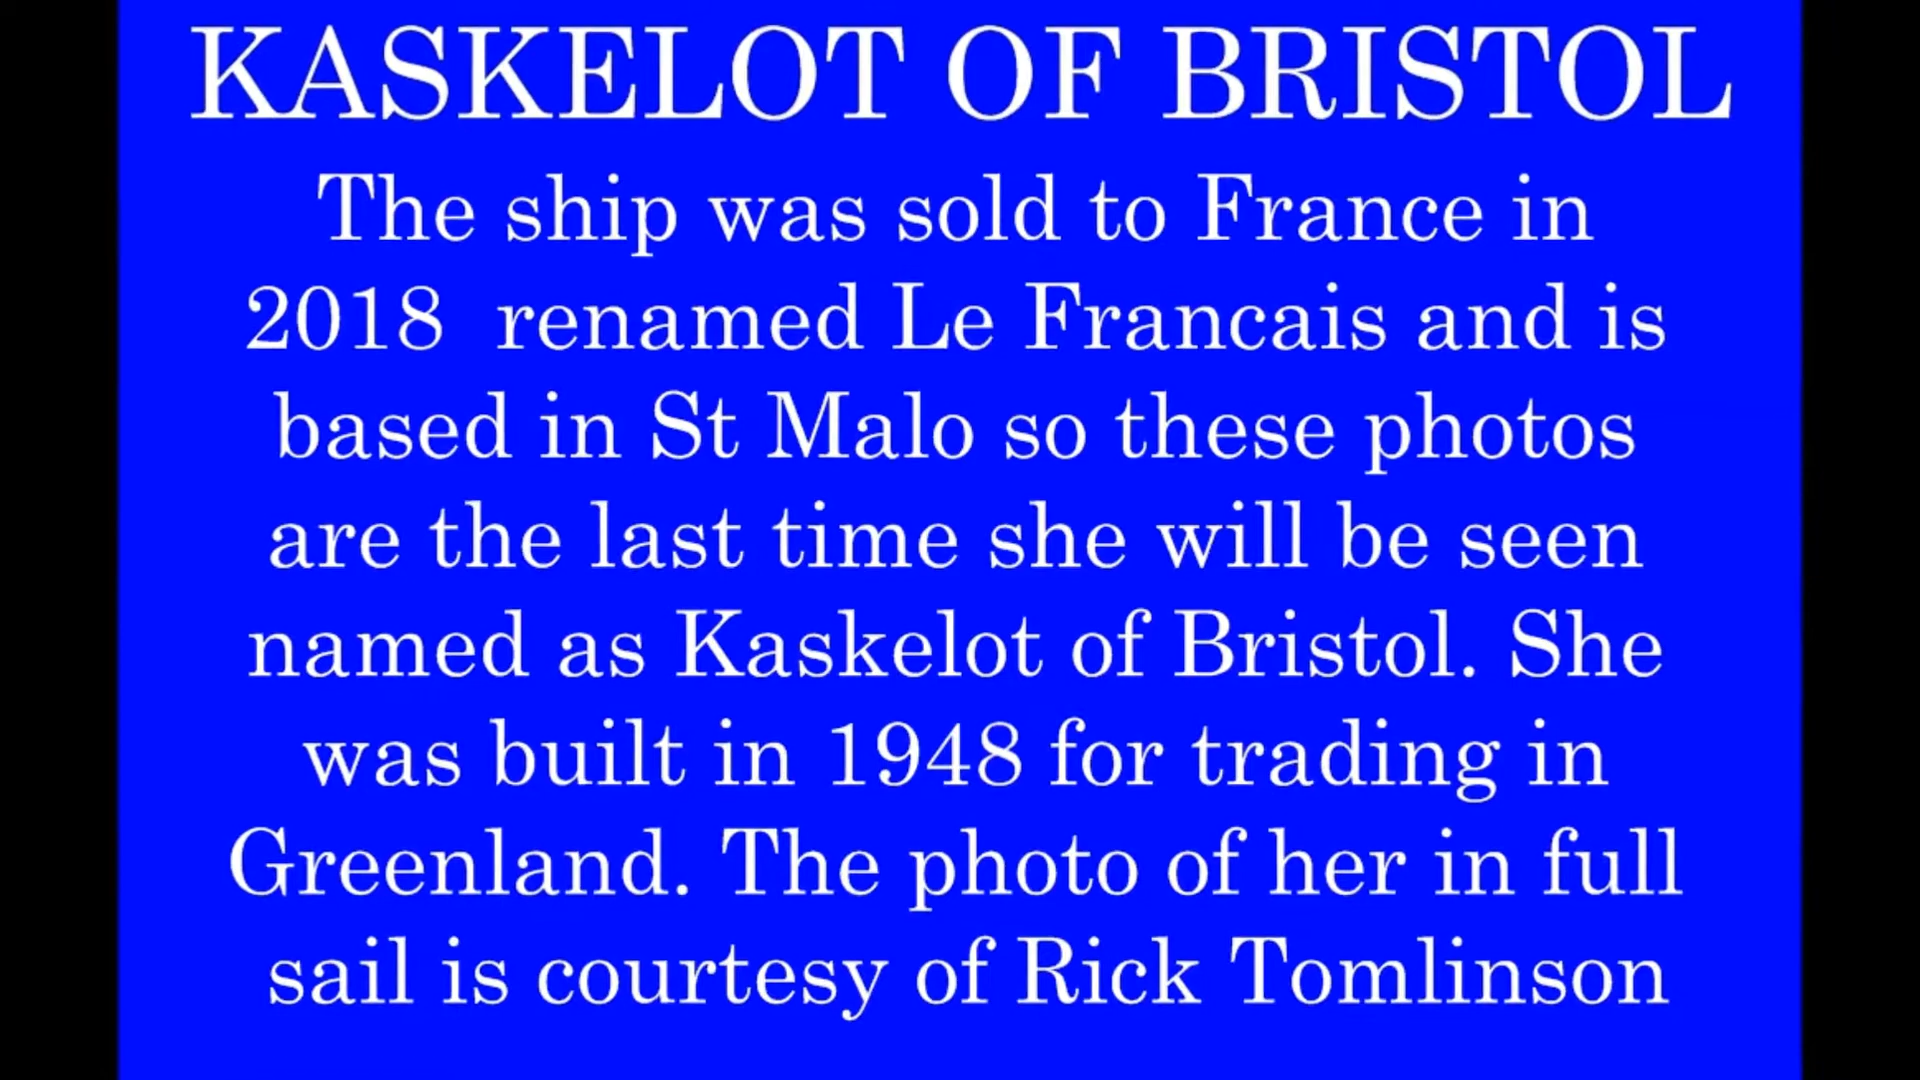 KASKELOT OF BRISTOL
The ship was sold to France in
2018  renamed Le Francais and is
based in St Malo so these photos
are the last time she will be seen
named as Kaskelot of Bristol. She
was built in 1948 for trading in
Greenland. The photo of her in full
sail is courtesy of Rick Tomlinson